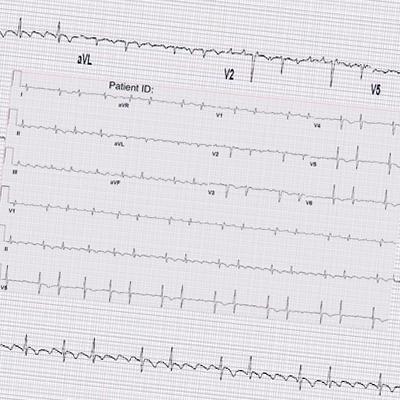 aVL V2 V5
Patient ID:
I aVR V1 V4
II aVL V2 V5
III aVF V3 V6
V1
II
V5